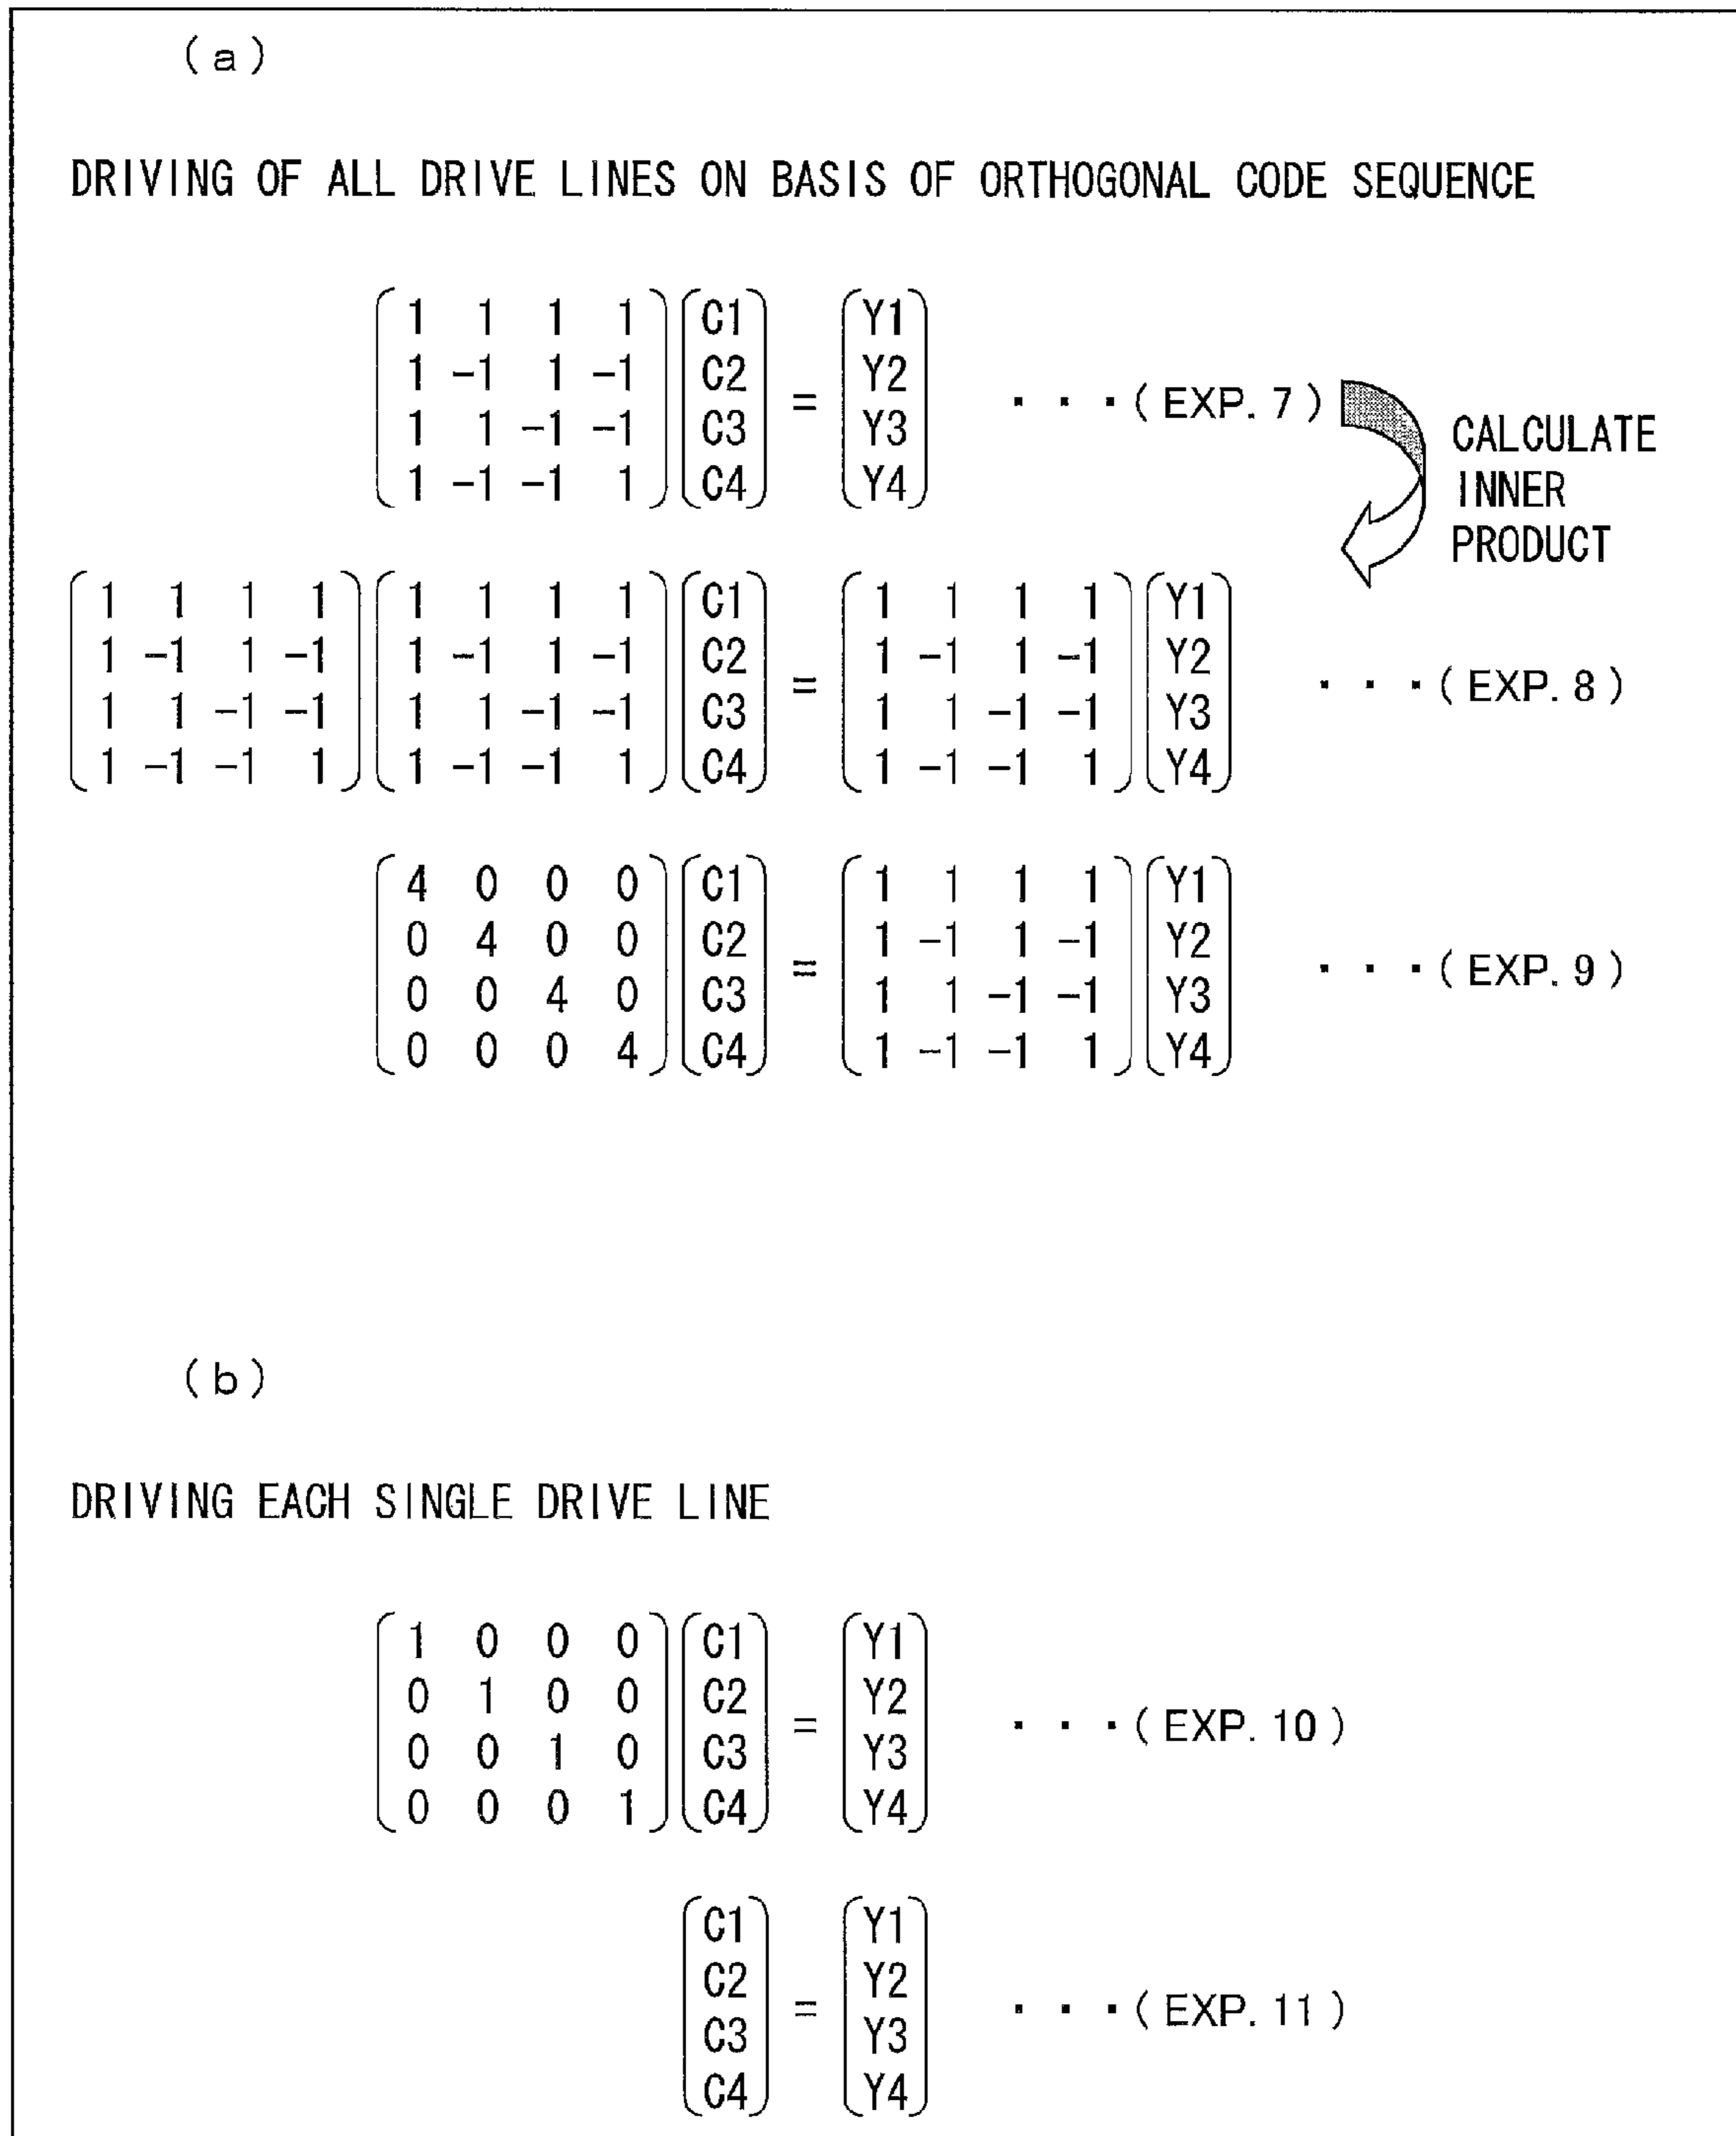 (a)
DRIVING OF ALL DRIVE LINES ON BASIS OF ORTHOGONAL CODE SEQUENCE
1 1 1 1 C1 Y1
1 -1 1 -1 C2 Y2
= ···(EXP. 7)
1 1 -1 -1 C3 Y3
1 -1 -1 1 C4 Y4
CALCULATE
INNER
PRODUCT
1 1 1 1 1 1 1 1 C1 1 1 1 1 Y1
1 -1 1 -1 1 -1 1 -1 C2 1 -1 1 -1 Y2
= ···(EXP. 8)
1 1 -1 -1 1 1 -1 -1 C3 1 1 -1 -1 Y3
1 -1 -1 1 1 -1 -1 1 C4 1 -1 -1 1 Y4
4 0 0 0 C1 1 1 1 1 Y1
0 4 0 0 C2 1 -1 1 -1 Y2
= ···(EXP. 9)
0 0 4 0 C3 1 1 -1 -1 Y3
0 0 0 4 C4 1 -1 -1 1 Y4
(b)
DRIVING EACH SINGLE DRIVE LINE
1 0 0 0 C1 Y1
0 1 0 0 C2 Y2
= ···(EXP. 10)
0 0 1 0 C3 Y3
0 0 0 1 C4 Y4
C1 Y1
C2 Y2
= ···(EXP. 11)
C3 Y3
C4 Y4